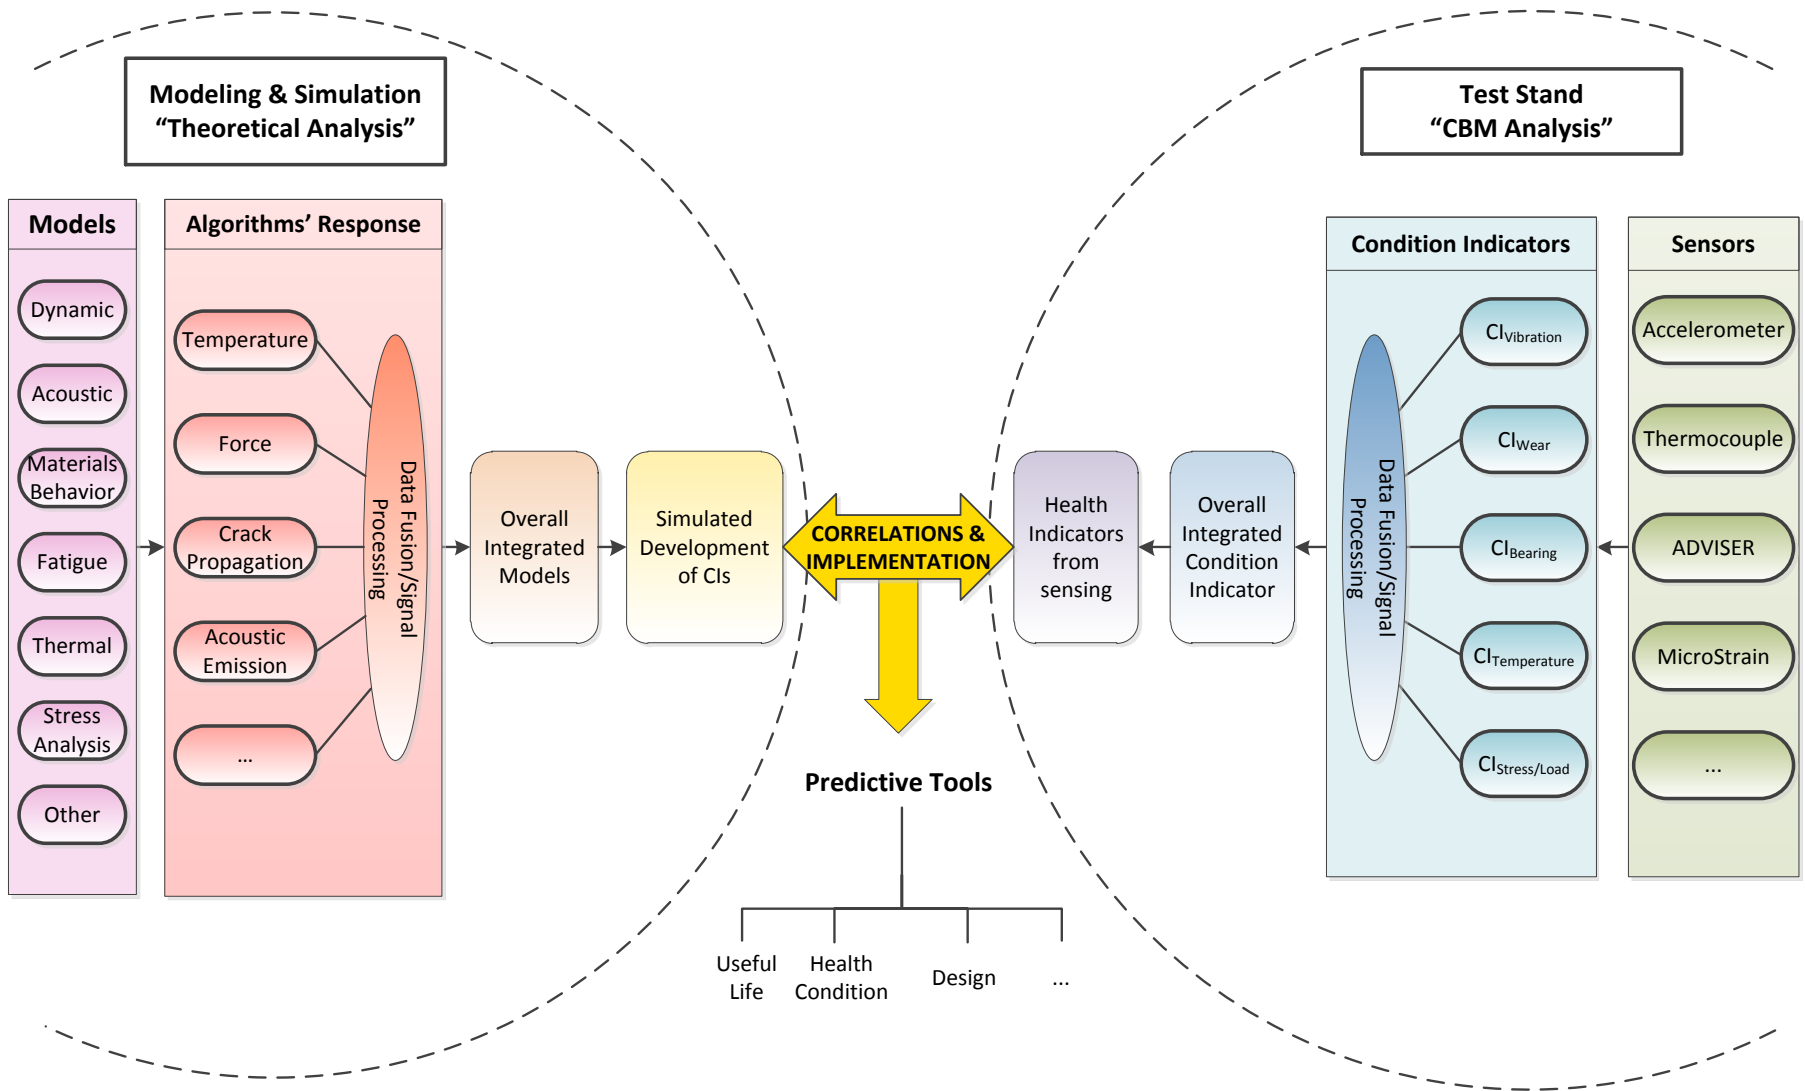 Modeling & Simulation
“Theoretical Analysis”
Models
Dynamic
Acoustic
Materials
Behavior
Fatigue
Thermal
Stress
Analysis
Other
Algorithms’ Response
Temperature
Force
Crack
Propagation
Acoustic
Emission
...
Data Fusion/Signal
Processing
Overall
Integrated
Models
Simulated
Development
of CIs
CORRELATIONS &
IMPLEMENTATION
Predictive Tools
Useful
Life
Health
Condition
Design
...
Test Stand
“CBM Analysis”
Health
Indicators
from
sensing
Overall
Integrated
Condition
Indicator
Condition Indicators
Data Fusion/Signal
Processing
CIVibration
CIWear
CIBearing
CITemperature
CIStress/Load
Sensors
Accelerometer
Thermocouple
ADVISER
MicroStrain
...